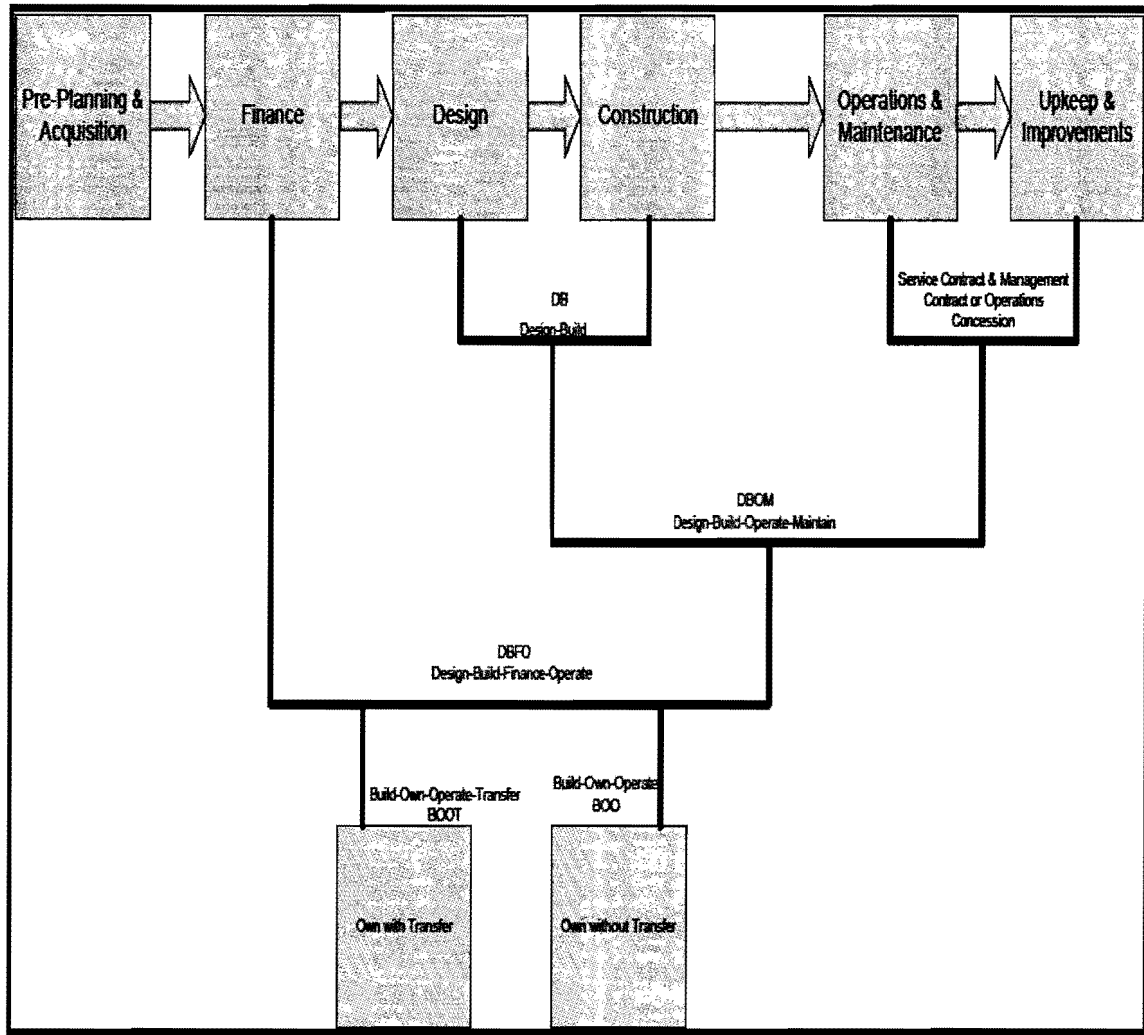 Pre-Planning &
Acquisition
Finance
Design
Construction
Operations &
Maintenance
Upkeep &
Improvements
DB
Design-Build
Service Contract & Management
Contract or Operations
Concession
DBOM
Design-Build-Operate-Maintain
DBFO
Design-Build-Finance-Operate
Build-Own-Operate-Transfer
BOOT
Build-Own-Operate
BOO
Own with Transfer
Own without Transfer